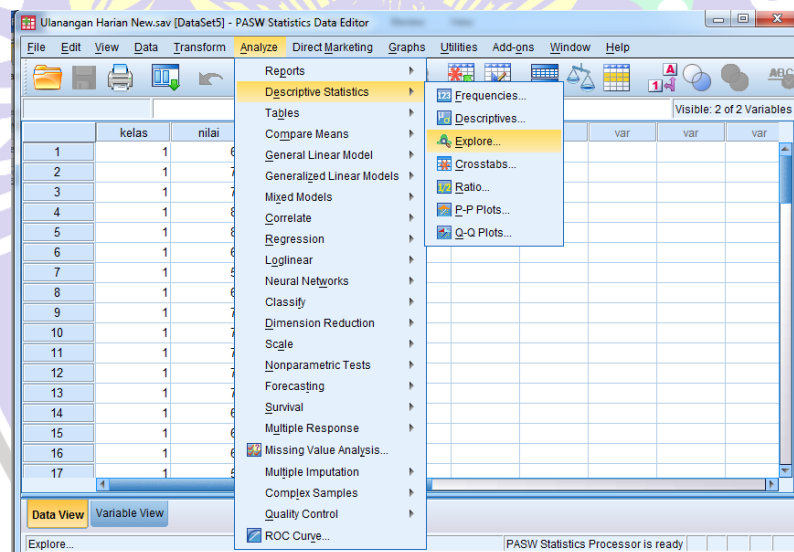 Ulanangan Harian New.sav [DataSet5] - PASW Statistics Data Editor
File Edit View Data Transform Analyze Direct Marketing Graphs Utilities Add-ons Window Help
Visible: 2 of 2 Variables
kelas nilai var var var
1 1
2 1
3 1
4 1
5 1
6 1
7 1
8 1
9 1
10 1
11 1
12 1
13 1
14 1
15 1
16 1
17 1
Reports
Descriptive Statistics
Tables
Compare Means
General Linear Model
Generalized Linear Models
Mixed Models
Correlate
Regression
Loglinear
Neural Networks
Classify
Dimension Reduction
Scale
Nonparametric Tests
Forecasting
Survival
Multiple Response
Missing Value Analysis...
Multiple Imputation
Complex Samples
Quality Control
ROC Curve...
Frequencies...
Descriptives...
Explore...
Crosstabs...
Ratio...
P-P Plots...
Q-Q Plots...
Data View Variable View
Explore... PASW Statistics Processor is ready